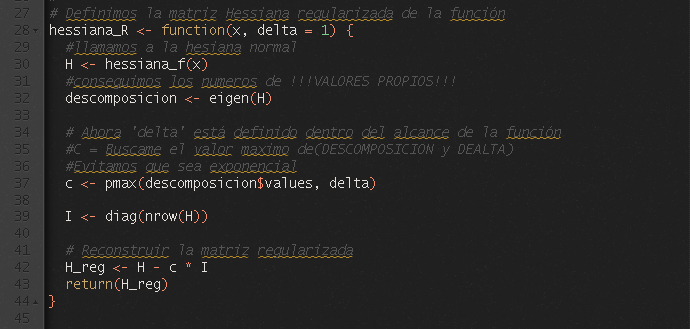 27 # Definimos la matriz Hessiana regularizada de la función
28 hessiana_R <- function(x, delta = 1) {
29 #llamamos a la hesiana normal
30 H <- hessiana_f(x)
31 #conseguimos los numeros de !!!VALORES PROPIOS!!!
32 descomposicion <- eigen(H)
33
34 # Ahora 'delta' está definido dentro del alcance de la función
35 #C = Buscame el valor maximo de(DESCOMPOSICION y DEALTA)
36 #Evitamos que sea exponencial
37 c <- pmax(descomposicion$values, delta)
38
39 I <- diag(nrow(H))
40
41 # Reconstruir la matriz regularizada
42 H_reg <- H - c * I
43 return(H_reg)
44 }
45